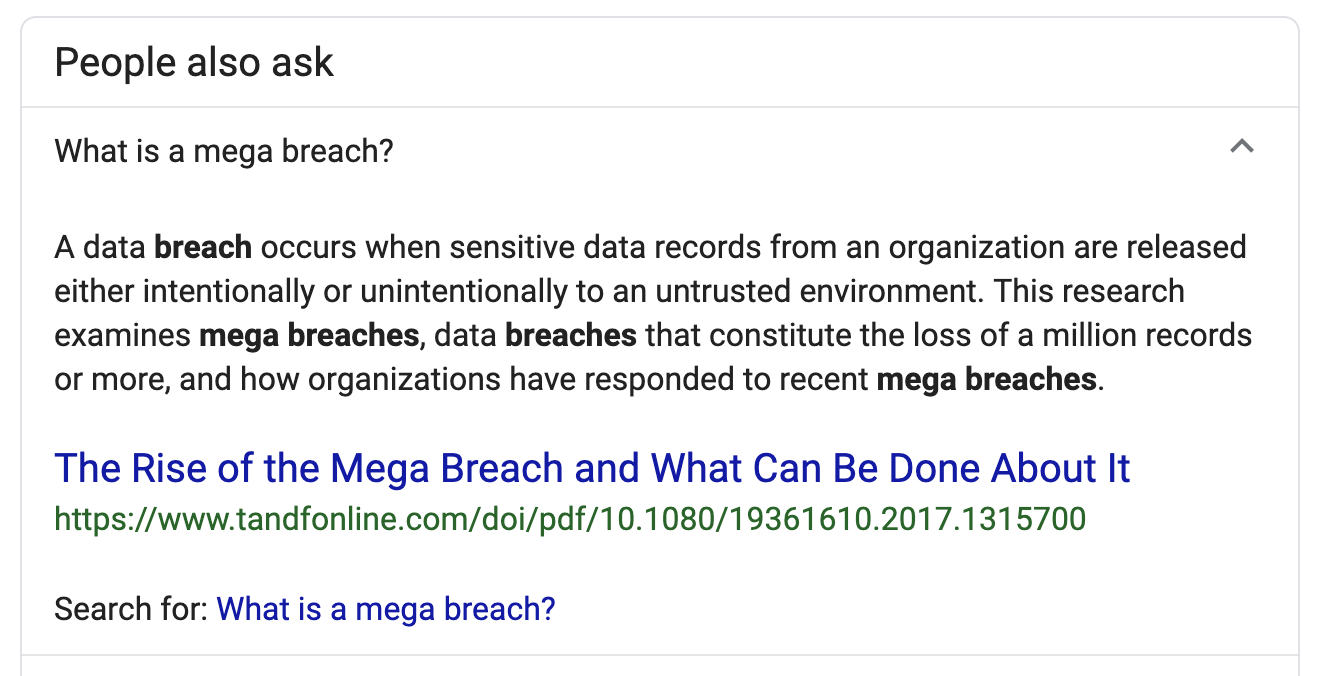 People also ask
What is a mega breach?
A data breach occurs when sensitive data records from an organization are released
either intentionally or unintentionally to an untrusted environment. This research
examines mega breaches, data breaches that constitute the loss of a million records
or more, and how organizations have responded to recent mega breaches.
The Rise of the Mega Breach and What Can Be Done About It
https://www.tandfonline.com/doi/pdf/10.1080/19361610.2017.1315700
Search for: What is a mega breach?